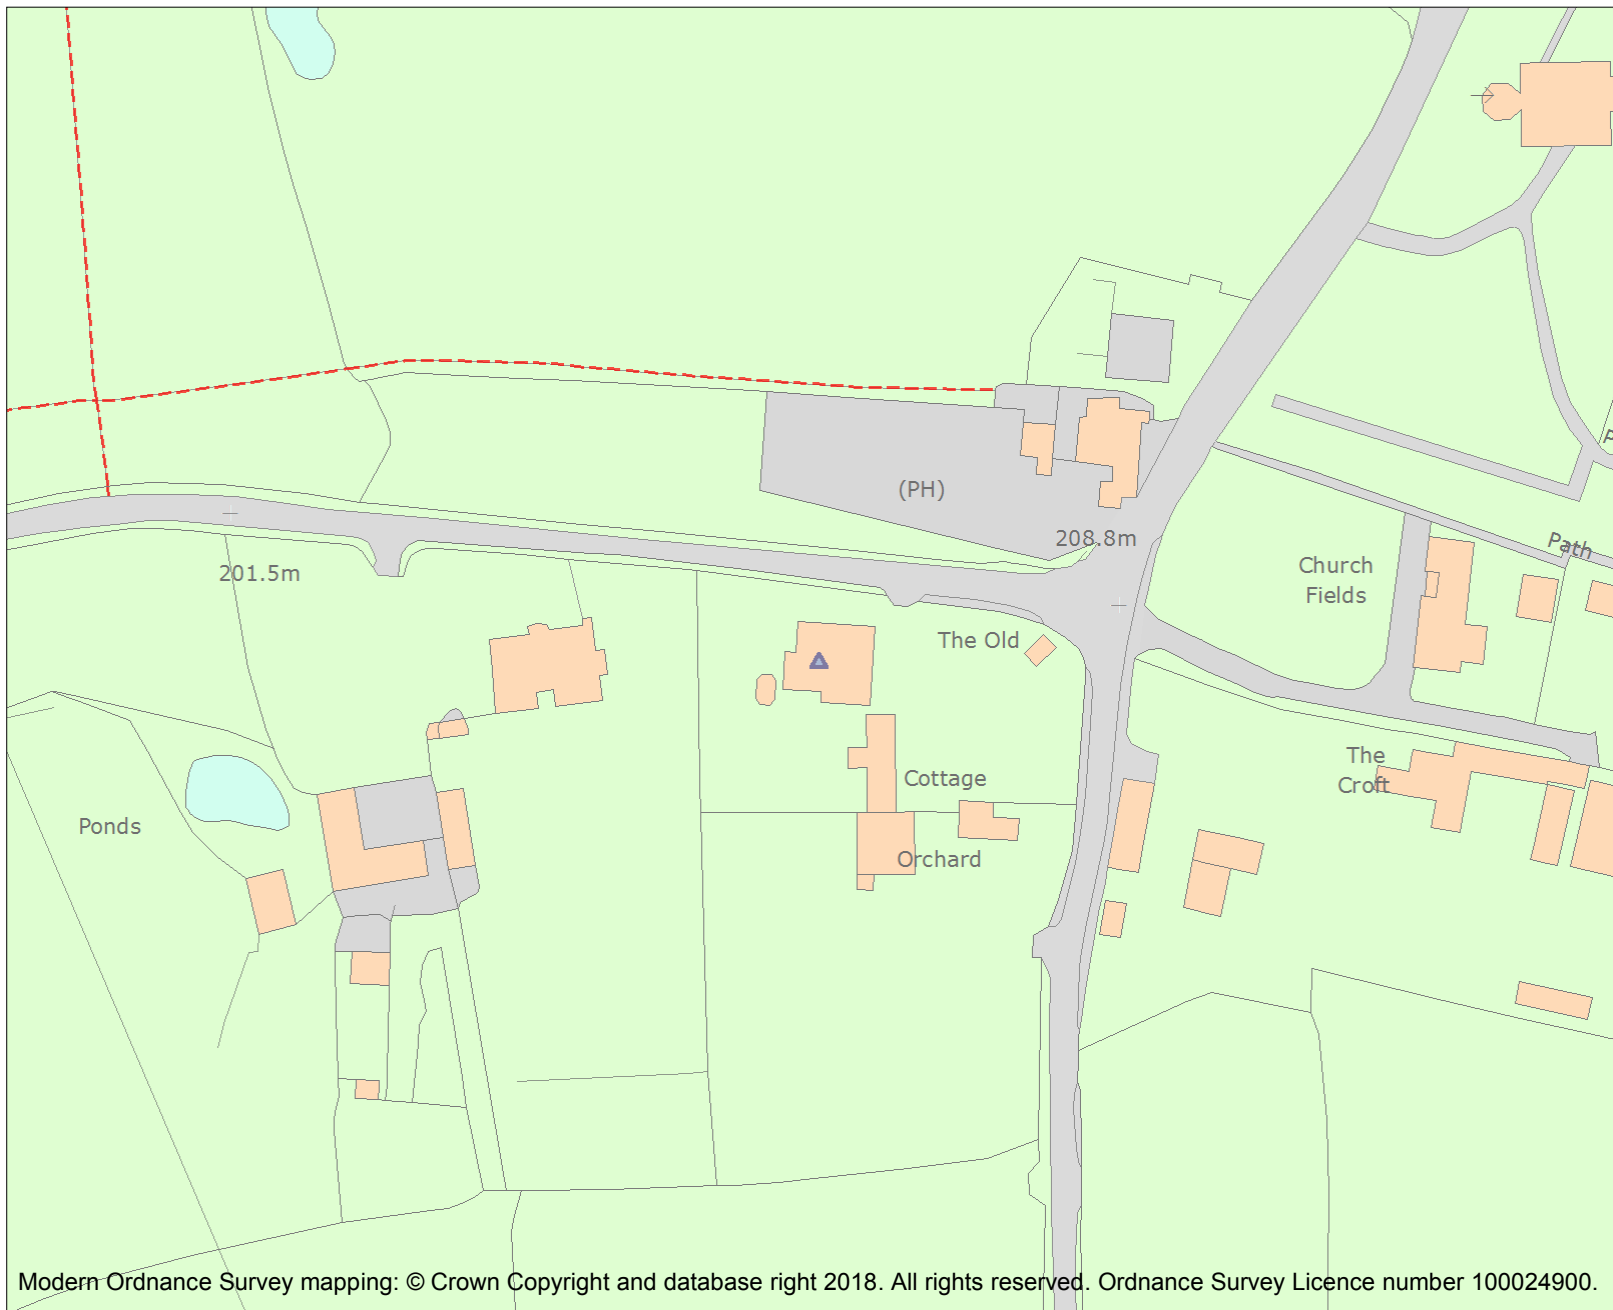 (PH)
208.8m
P
Path
Church
Fields
201.5m
The Old
The
Croft
Cottage
Ponds
Orchard
Modern Ordnance Survey mapping: © Crown Copyright and database right 2018. All rights reserved. Ordnance Survey Licence number 100024900.